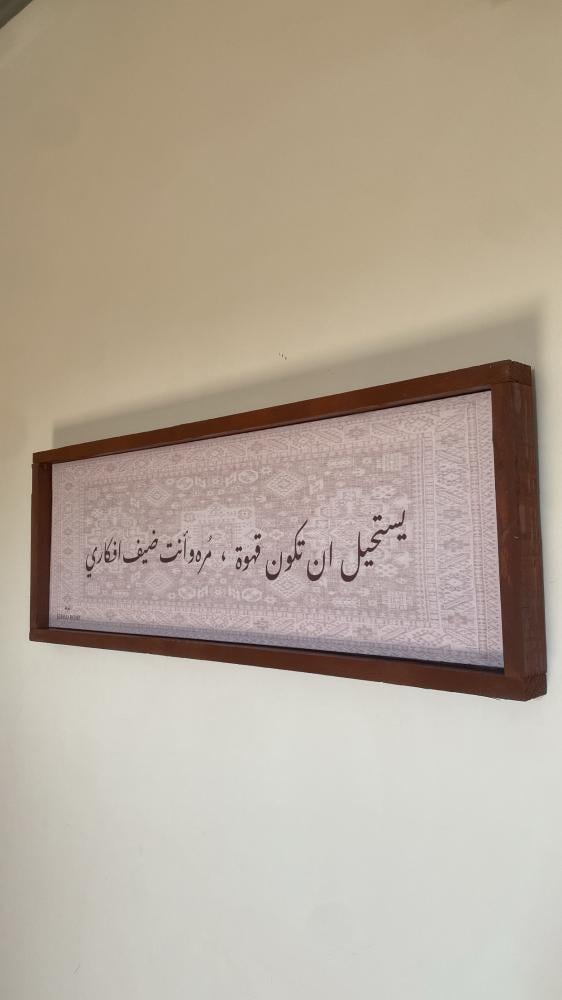 يستحيل ان تكون قهوة ، مُره وأنت ضيف افكاري